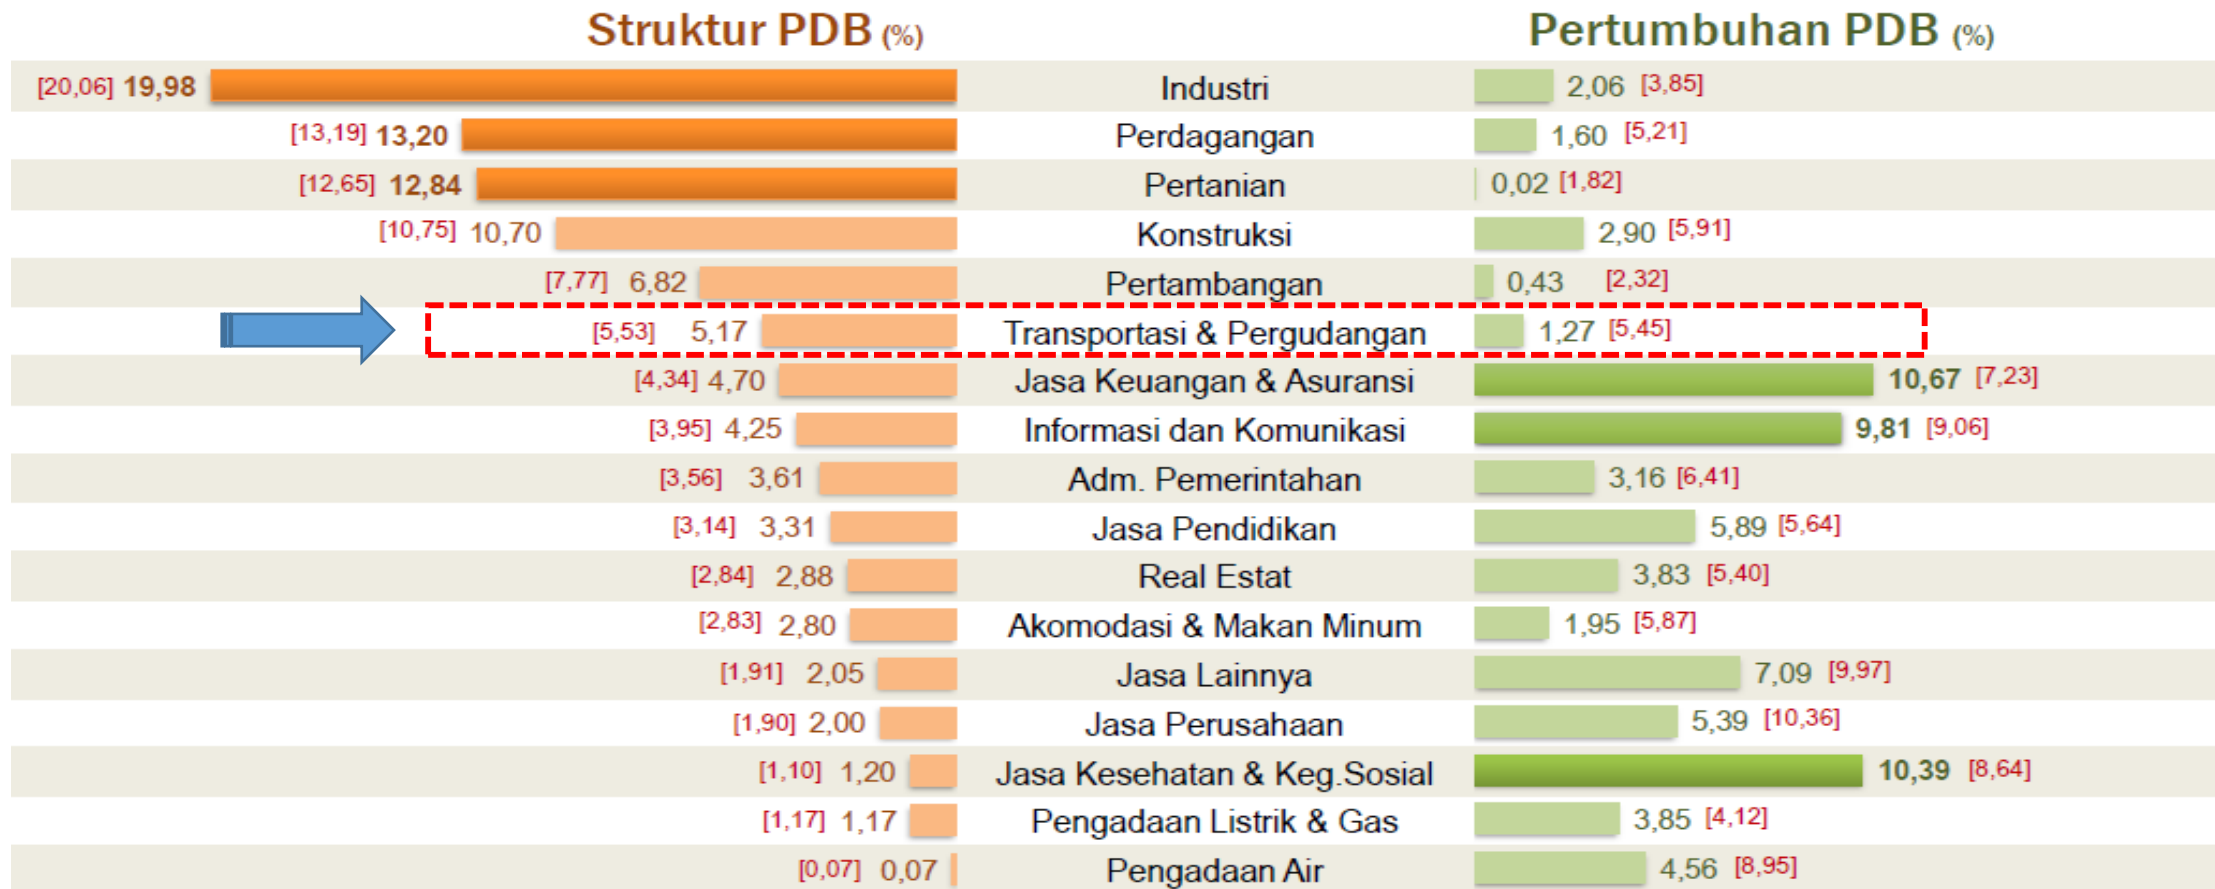 Struktur PDB (%) Pertumbuhan PDB (%)
[20,06] 19,98 Industri 2,06 [3,85]
[13,19] 13,20 Perdagangan 1,60 [5,21]
[12,65] 12,84 Pertanian 0,02 [1,82]
[10,75] 10,70 Konstruksi 2,90 [5,91]
[7,77] 6,82 Pertambangan 0,43 [2,32]
[5,53] 5,17 Transportasi & Pergudangan 1,27 [5,45]
[4,34] 4,70 Jasa Keuangan & Asuransi 10,67 [7,23]
[3,95] 4,25 Informasi dan Komunikasi 9,81 [9,06]
[3,56] 3,61 Adm. Pemerintahan 3,16 [6,41]
[3,14] 3,31 Jasa Pendidikan 5,89 [5,64]
[2,84] 2,88 Real Estat 3,83 [5,40]
[2,83] 2,80 Akomodasi & Makan Minum 1,95 [5,87]
[1,91] 2,05 Jasa Lainnya 7,09 [9,97]
[1,90] 2,00 Jasa Perusahaan 5,39 [10,36]
[1,10] 1,20 Jasa Kesehatan & Keg.Sosial 10,39 [8,64]
[1,17] 1,17 Pengadaan Listrik & Gas 3,85 [4,12]
[0,07] 0,07 Pengadaan Air 4,56 [8,95]